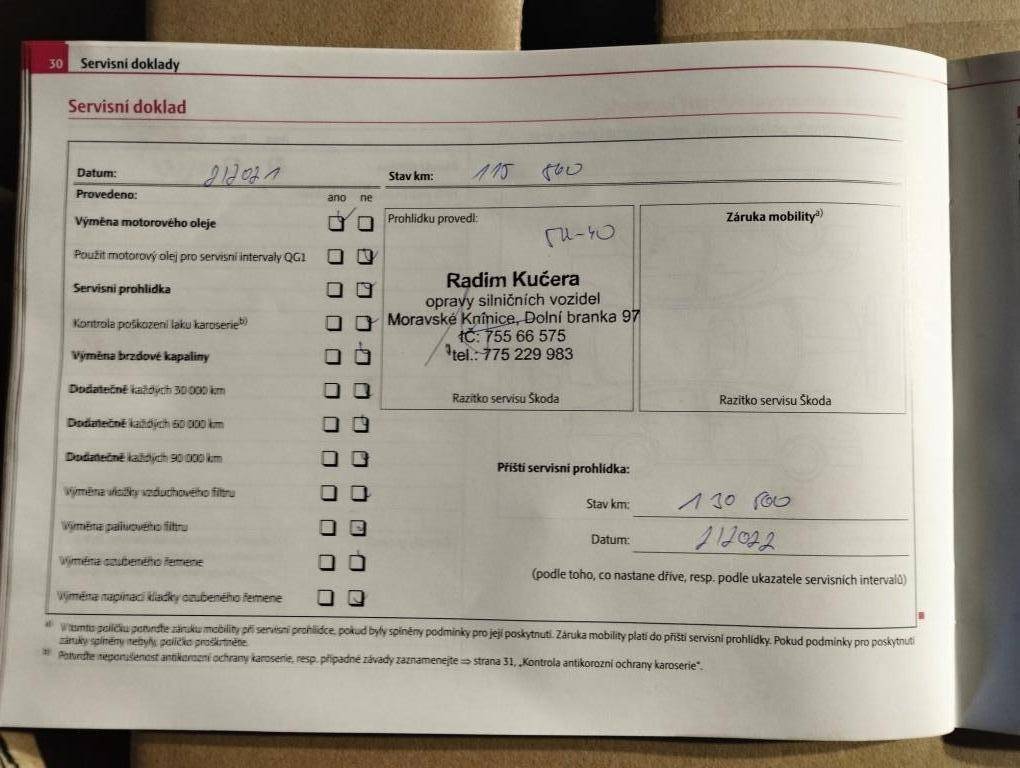 30 Servisní doklady
Servisní doklad
Datum: 2/2021 Stav km: 115 800
Provedeno: ano ne
Výměna motorového oleje
Použit motorový olej pro servisní intervaly QG1
Servisní prohlídka
Kontrola poškození laku karoserie b)
Výměna brzdové kapaliny
Dodatečně každých 30 000 km
Dodatečně každých 60 000 km
Dodatečně každých 90 000 km
Výměna vložky vzduchového filtru
Výměna palivového filtru
Výměna ozubeného řemene
Výměna napínací kladky ozubeného řemene
Prohlídku provedl:
Radim Kučera
opravy silničních vozidel
Moravské Knínice, Dolní branka 97
IČ: 755 66 575
tel.: 775 229 983
Razítko servisu Škoda
Záruka mobility a)
Razítko servisu Škoda
Příští servisní prohlídka:
Stav km: 130 800
Datum: 2/2022
(podle toho, co nastane dříve, resp. podle ukazatele servisních intervalů)
a) V tomto políčku potvrďte záruku mobility při servisní prohlídce, pokud byly splněny podmínky pro její poskytnutí. Záruka mobility platí do příští servisní prohlídky. Pokud podmínky pro poskytnutí
záruky splněny nebyly, políčko proškrtněte.
b) Potvrďte neporušenost antikorozní ochrany karoserie, resp. případné závady zaznamenejte ⇒ strana 31, „Kontrola antikorozní ochrany karoserie“.